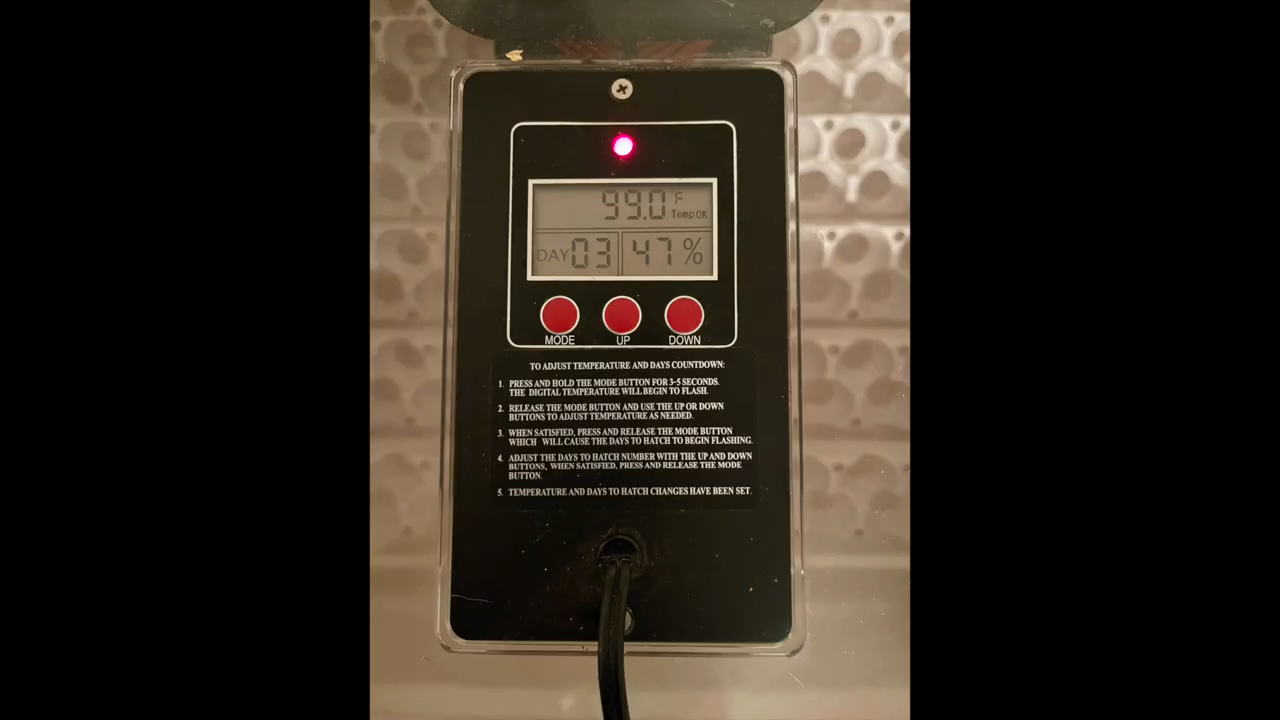 99.0 F
Temp OK
DAY 03 47 %
MODE UP DOWN
TO ADJUST TEMPERATURE AND DAYS COUNTDOWN:
1. PRESS AND HOLD THE MODE BUTTON FOR 3-5 SECONDS.
THE DIGITAL TEMPERATURE WILL BEGIN TO FLASH.
2. RELEASE THE MODE BUTTON AND USE THE UP OR DOWN
BUTTONS TO ADJUST TEMPERATURE AS NEEDED.
3. WHEN SATISFIED, PRESS AND RELEASE THE MODE BUTTON
WHICH WILL CAUSE THE DAYS TO HATCH TO BEGIN FLASHING.
4. ADJUST THE DAYS TO HATCH NUMBER WITH THE UP AND DOWN
BUTTONS, WHEN SATISFIED, PRESS AND RELEASE THE MODE
BUTTON.
5. TEMPERATURE AND DAYS TO HATCH CHANGES HAVE BEEN SET.